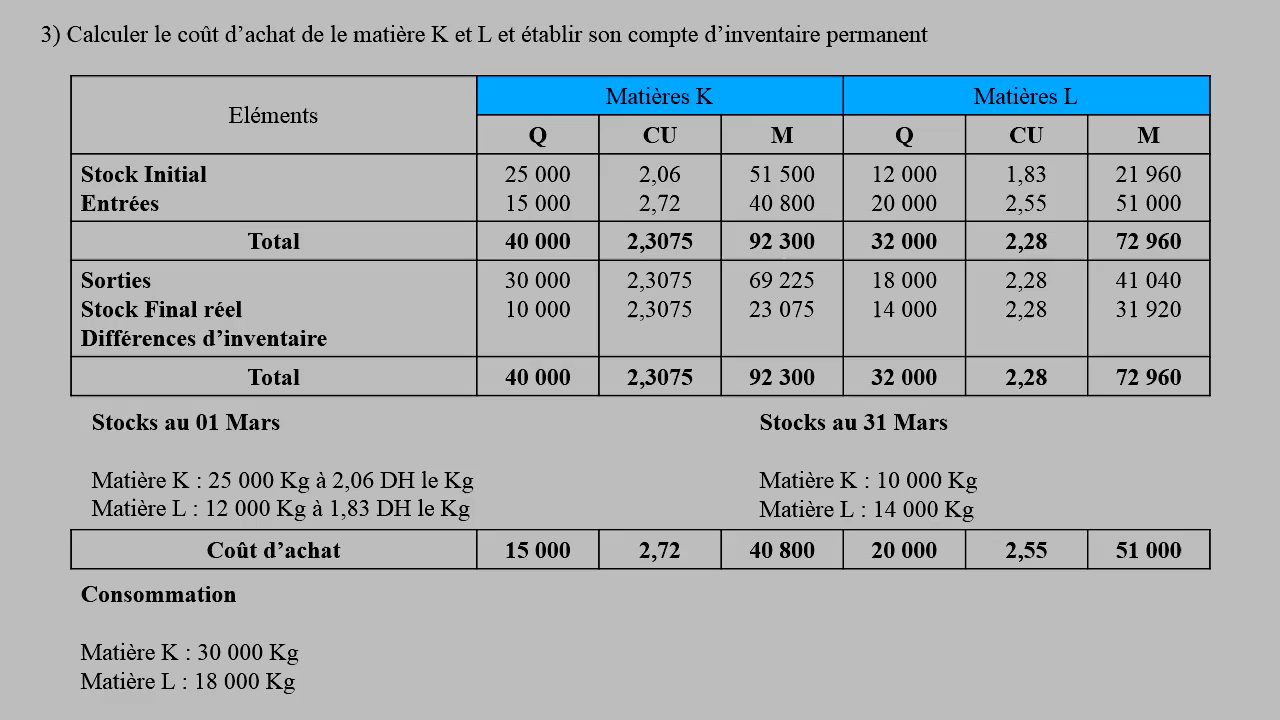 3) Calculer le coût d’achat de le matière K et L et établir son compte d’inventaire permanent
Eléments Matières K Matières L
Q CU M Q CU M
Stock Initial 25 000 2,06 51 500 12 000 1,83 21 960
Entrées 15 000 2,72 40 800 20 000 2,55 51 000
Total 40 000 2,3075 92 300 32 000 2,28 72 960
Sorties 30 000 2,3075 69 225 18 000 2,28 41 040
Stock Final réel 10 000 2,3075 23 075 14 000 2,28 31 920
Différences d’inventaire
Total 40 000 2,3075 92 300 32 000 2,28 72 960
Stocks au 01 Mars
Matière K : 25 000 Kg à 2,06 DH le Kg
Matière L : 12 000 Kg à 1,83 DH le Kg
Stocks au 31 Mars
Matière K : 10 000 Kg
Matière L : 14 000 Kg
Coût d’achat 15 000 2,72 40 800 20 000 2,55 51 000
Consommation
Matière K : 30 000 Kg
Matière L : 18 000 Kg